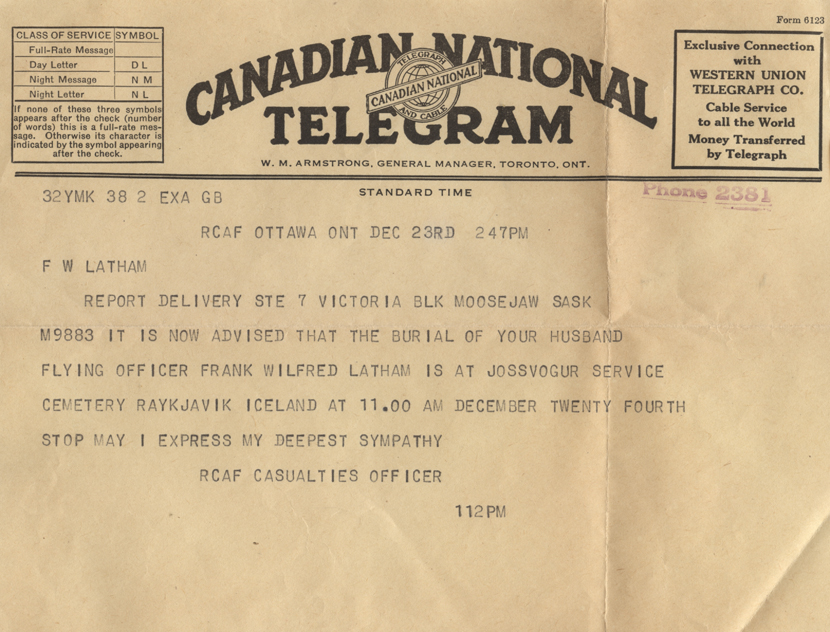 Form 6123
CLASS OF SERVICE SYMBOL
Full-Rate Message
Day Letter D L
Night Message N M
Night Letter N L
If none of these three symbols
appears after the check (number
of words) this is a full-rate mes-
sage. Otherwise its character is
indicated by the symbol appearing
after the check.
CANADIAN NATIONAL
TELEGRAPH
CANADIAN NATIONAL
AND CABLE
TELEGRAM
W. M. ARMSTRONG, GENERAL MANAGER, TORONTO, ONT.
Exclusive Connection
with
WESTERN UNION
TELEGRAPH CO.
Cable Service
to all the World
Money Transferred
by Telegraph
STANDARD TIME
Phone 2381
32YMK 38 2 EXA GB
RCAF OTTAWA ONT DEC 23RD 247PM
F W LATHAM
REPORT DELIVERY STE 7 VICTORIA BLK MOOSEJAW SASK
M9883 IT IS NOW ADVISED THAT THE BURIAL OF YOUR HUSBAND
FLYING OFFICER FRANK WILFRED LATHAM IS AT JOSSVOGUR SERVICE
CEMETERY RAYKJAVIK ICELAND AT 11.00 AM DECEMBER TWENTY FOURTH
STOP MAY I EXPRESS MY DEEPEST SYMPATHY
RCAF CASUALTIES OFFICER
112PM